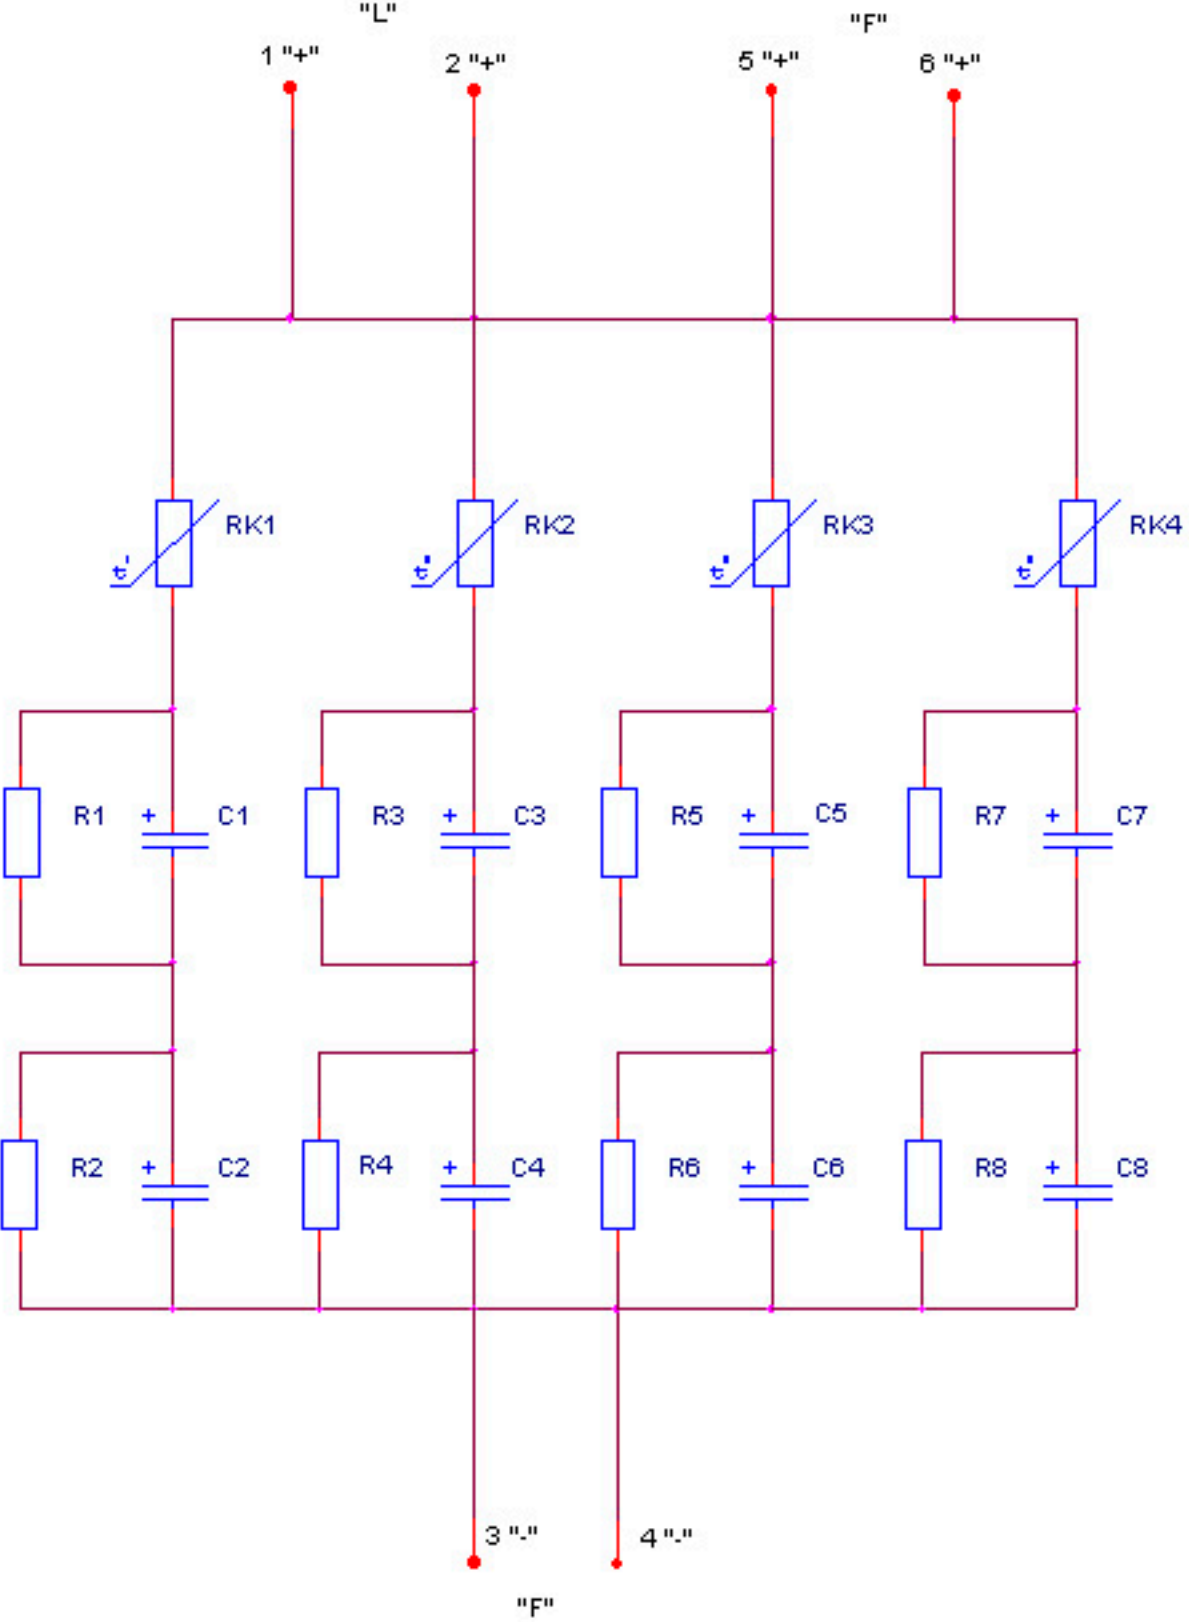 "L"
"F"
1 "+"
2 "+"
5 "+"
6 "+"
RK1
RK2
RK3
RK4
t°
t°
t°
t°
R1
+
C1
R3
+
C3
R5
+
C5
R7
+
C7
R2
+
C2
R4
+
C4
R6
+
C6
R8
+
C8
3 "-"
4 "-"
"F"